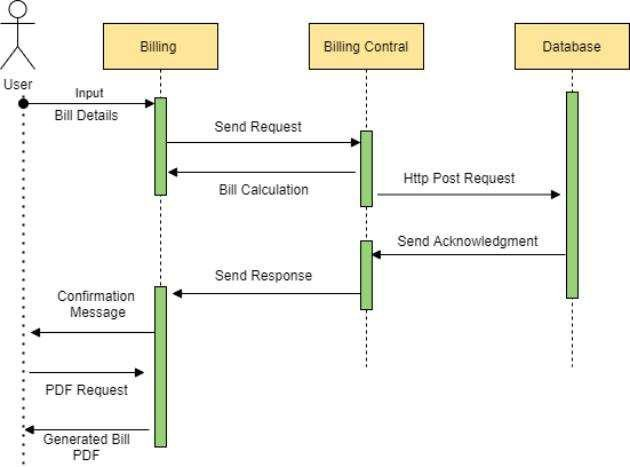 Billing
Billing Contral
Database
User
Input
Bill Details
Send Request
Bill Calculation
Http Post Request
Send Acknowledgment
Send Response
Confirmation
Message
PDF Request
Generated Bill
PDF